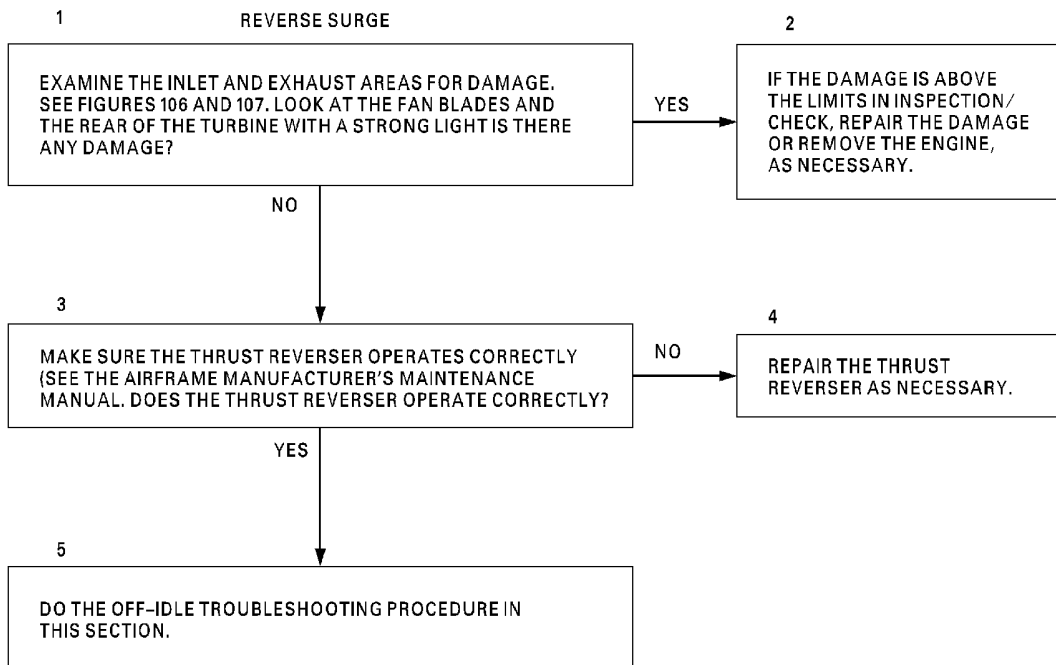 1
REVERSE SURGE
EXAMINE THE INLET AND EXHAUST AREAS FOR DAMAGE.
SEE FIGURES 106 AND 107. LOOK AT THE FAN BLADES AND
THE REAR OF THE TURBINE WITH A STRONG LIGHT IS THERE
ANY DAMAGE?
YES
2
IF THE DAMAGE IS ABOVE
THE LIMITS IN INSPECTION/
CHECK, REPAIR THE DAMAGE
OR REMOVE THE ENGINE,
AS NECESSARY.
NO
3
MAKE SURE THE THRUST REVERSER OPERATES CORRECTLY
(SEE THE AIRFRAME MANUFACTURER'S MAINTENANCE
MANUAL. DOES THE THRUST REVERSER OPERATE CORRECTLY?
NO
4
REPAIR THE THRUST
REVERSER AS NECESSARY.
YES
5
DO THE OFF–IDLE TROUBLESHOOTING PROCEDURE IN
THIS SECTION.